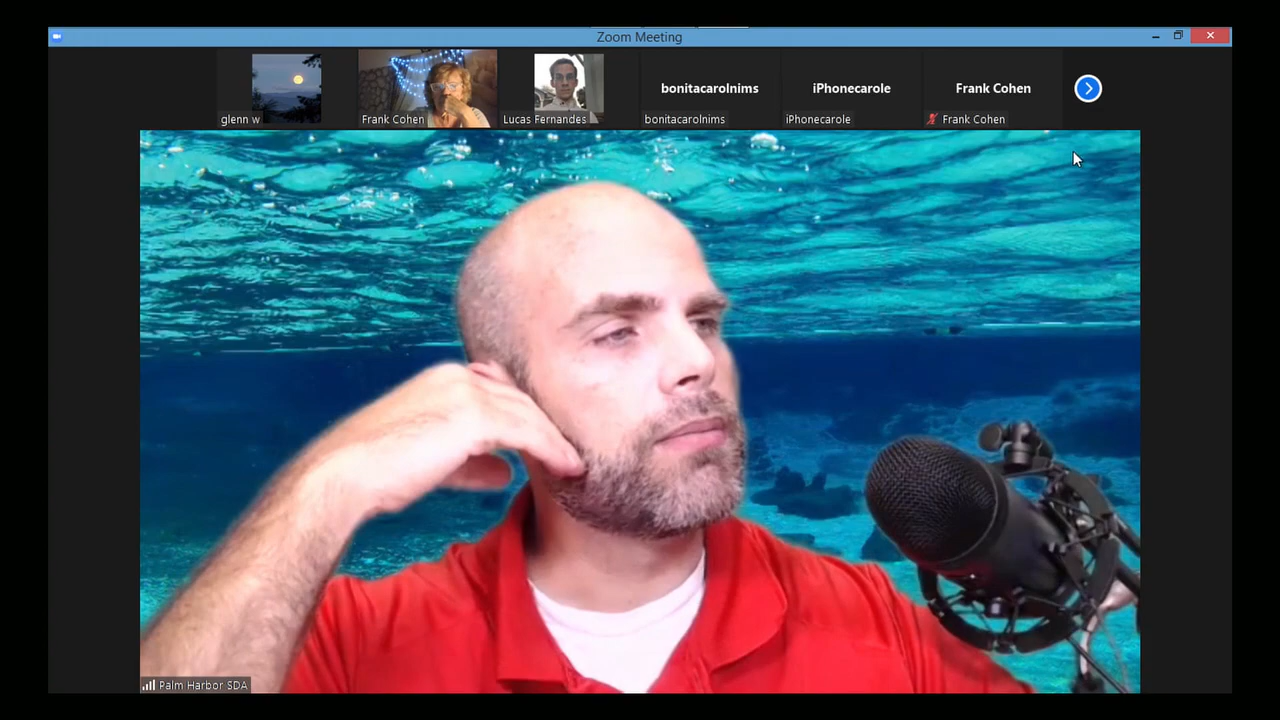 Zoom Meeting
bonitacarolnims
iPhonecarole
Frank Cohen
glenn w
Frank Cohen
Lucas Fernandes
bonitacarolnims
iPhonecarole
Frank Cohen
Palm Harbor SDA